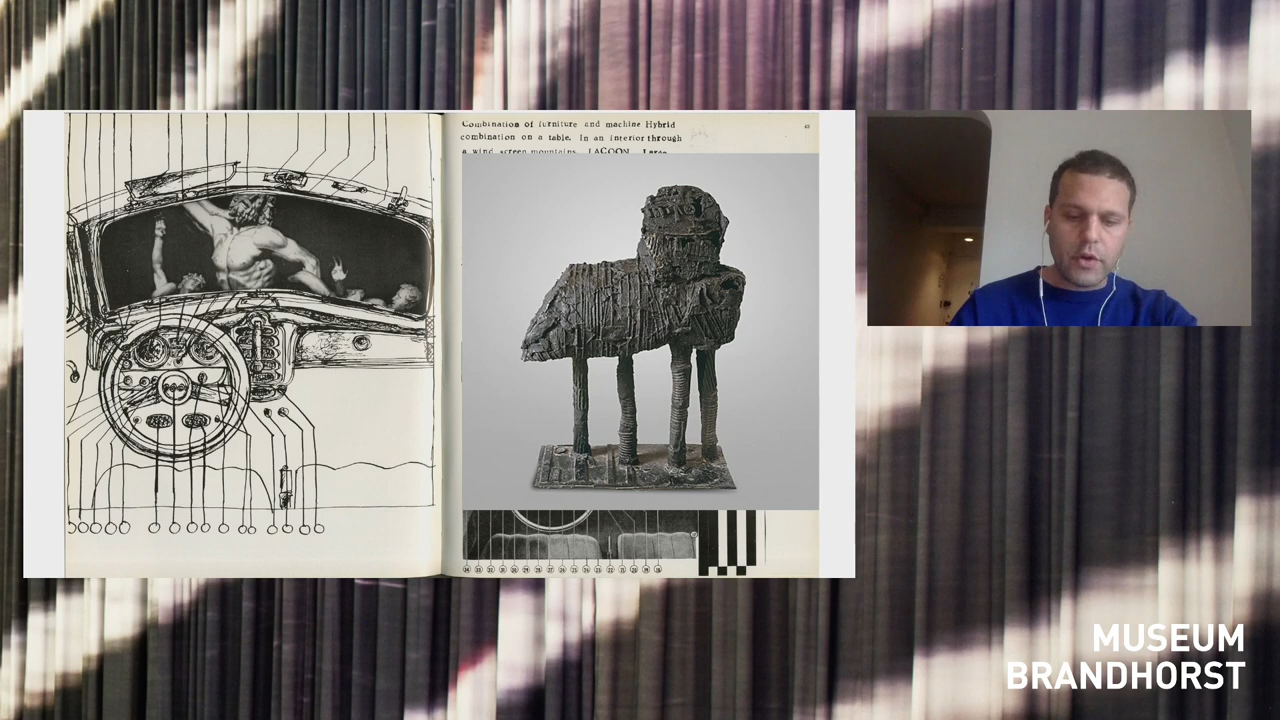 Combination of furniture and machine Hybrid
combination on a table. In an interior through
a wind screen mountains. LACOON. Large
MUSEUM
BRANDHORST